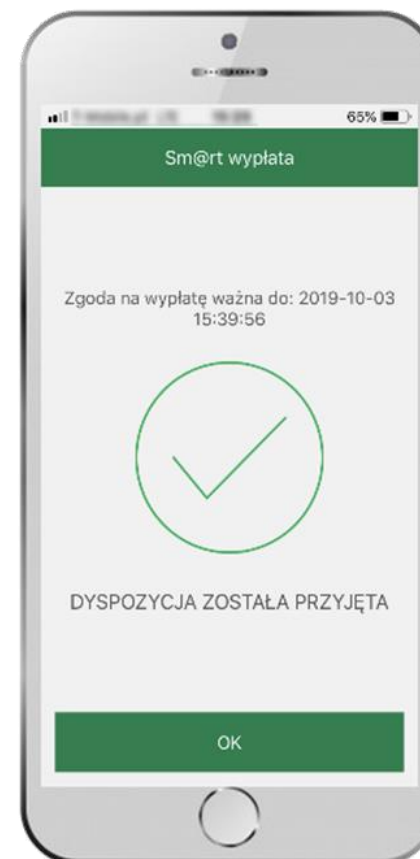 65%
Sm@rt wypłata
Zgoda na wypłatę ważna do: 2019-10-03
15:39:56
DYSPOZYCJA ZOSTAŁA PRZYJĘTA
OK